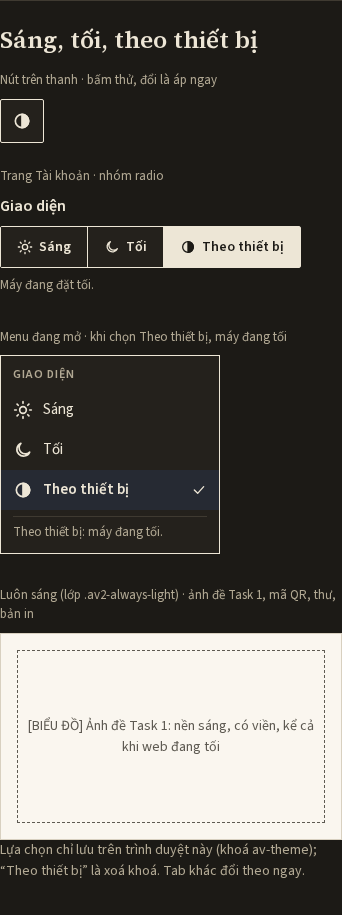 Sáng, tối, theo thiết bị
Nút trên thanh · bấm thử, đổi là áp ngay
Trang Tài khoản · nhóm radio
Giao diện
Sáng
Tối
Theo thiết bị
Máy đang đặt tối.
Menu đang mở · khi chọn Theo thiết bị, máy đang tối
GIAO DIỆN
Sáng
Tối
Theo thiết bị
Theo thiết bị: máy đang tối.
Luôn sáng (lớp .av2-always-light) · ảnh đề Task 1, mã QR, thư,
bản in
[BIỂU ĐỒ] Ảnh đề Task 1: nền sáng, có viền, kể cả
khi web đang tối
Lựa chọn chỉ lưu trên trình duyệt này (khoá av-theme);
“Theo thiết bị” là xoá khoá. Tab khác đổi theo ngay.